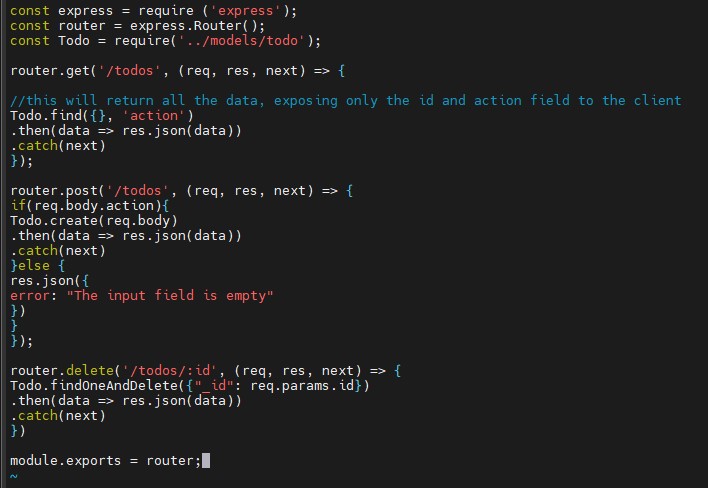 const express = require ('express');
const router = express.Router();
const Todo = require('../models/todo');

router.get('/todos', (req, res, next) => {

//this will return all the data, exposing only the id and action field to the client
Todo.find({}, 'action')
.then(data => res.json(data))
.catch(next)
});

router.post('/todos', (req, res, next) => {
if(req.body.action){
Todo.create(req.body)
.then(data => res.json(data))
.catch(next)
}else {
res.json({
error: "The input field is empty"
})
}
});

router.delete('/todos/:id', (req, res, next) => {
Todo.findOneAndDelete({"_id": req.params.id})
.then(data => res.json(data))
.catch(next)
})

module.exports = router;
~